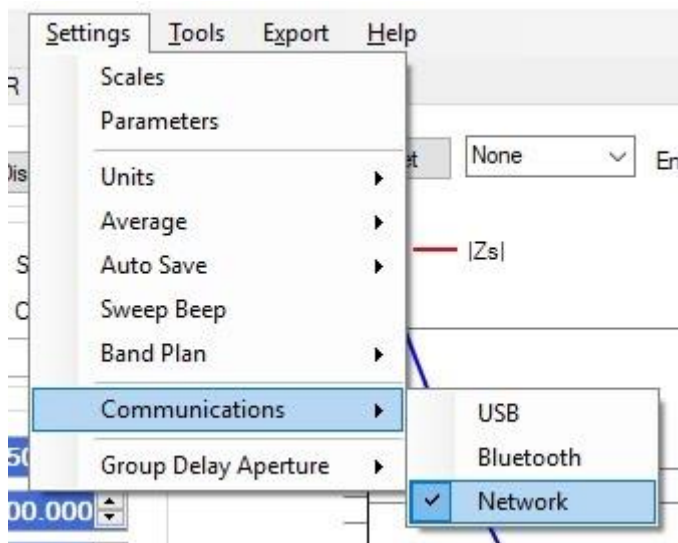 Settings Tools Export Help
R
Scales
Parameters
Units
Average
Auto Save
Sweep Beep
Band Plan
Communications
Group Delay Aperture
None
|Zs|
USB
Bluetooth
Network
00.000